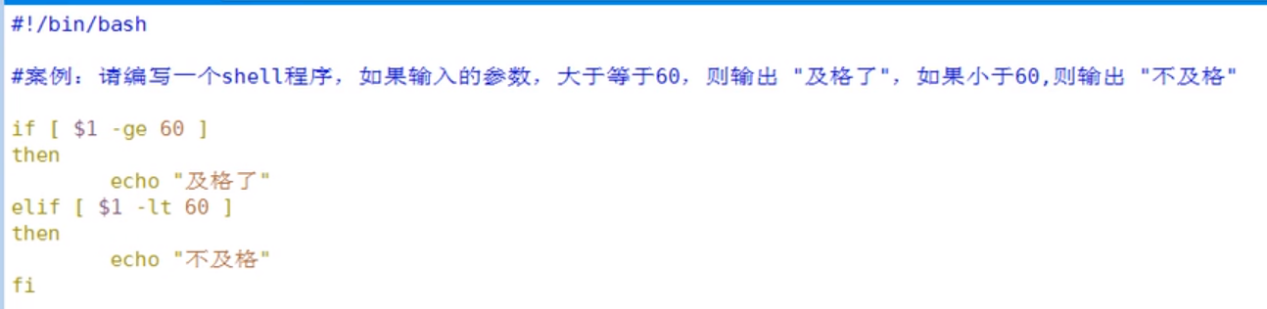 #!/bin/bash
#案例：请编写一个shell程序，如果输入的参数，大于等于60，则输出 "及格了"，如果小于60,则输出 "不及格"
if [ $1 -ge 60 ]
then
        echo "及格了"
elif [ $1 -lt 60 ]
then
        echo "不及格"
fi